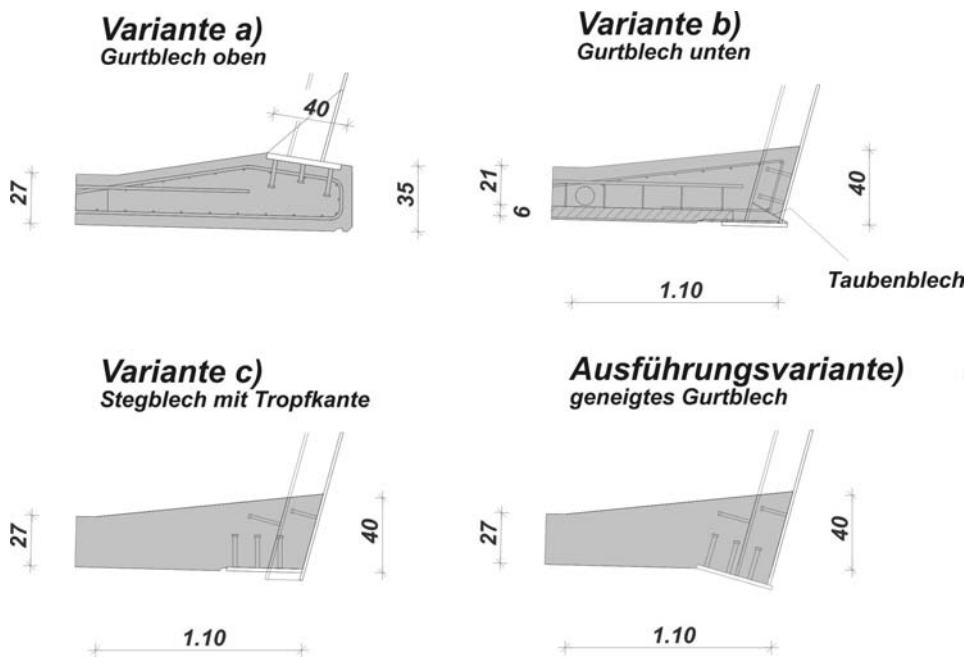 Variante a)
Gurtblech oben
40
27
35
Variante b)
Gurtblech unten
21
6
40
1.10
Taubenblech
Variante c)
Stegblech mit Tropfkante
27
40
1.10
Ausführungsvariante)
geneigtes Gurtblech
27
40
1.10